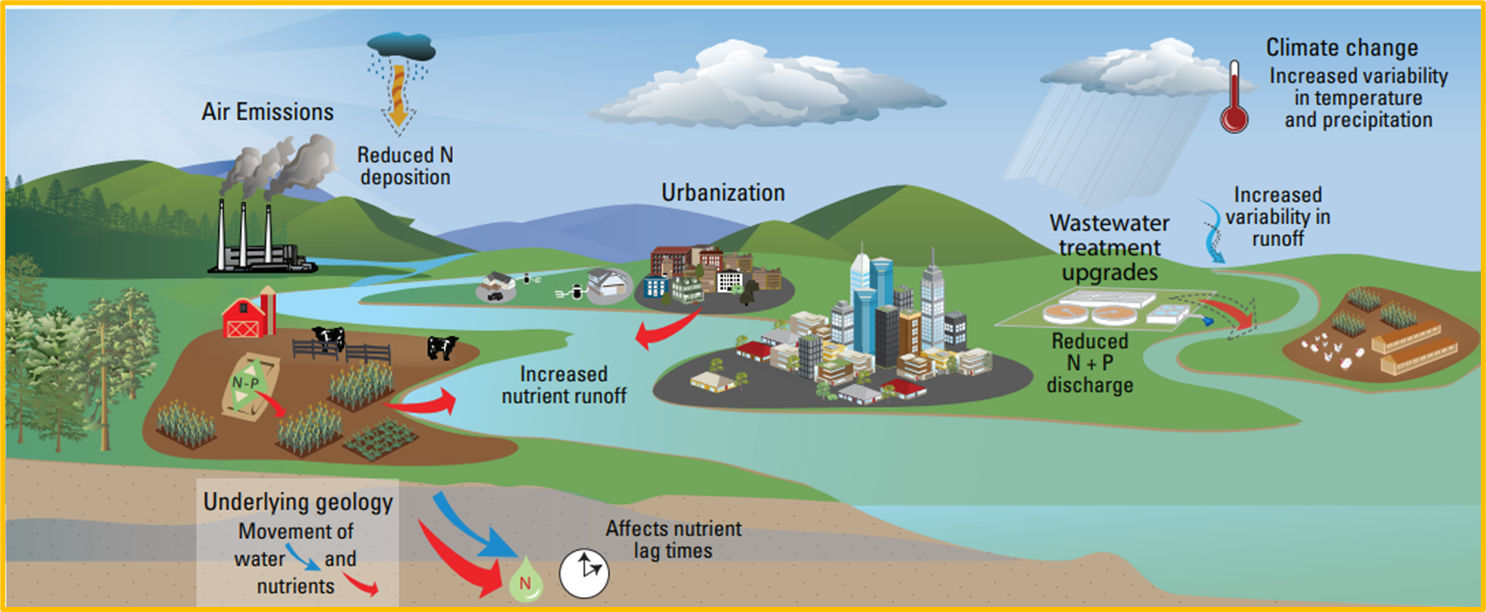 Air Emissions
Reduced N
deposition
Urbanization
Climate change
Increased variability
in temperature
and precipitation
Increased
variability in
runoff
Wastewater
treatment
upgrades
Reduced
N + P
discharge
N-P
Increased
nutrient runoff
Underlying geology
Movement of
water and
nutrients
N
Affects nutrient
lag times